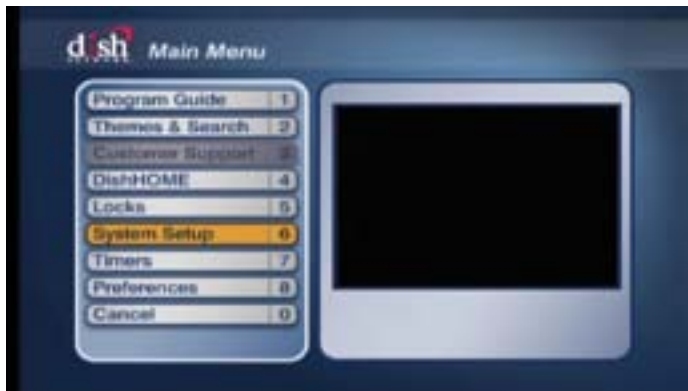 dish
NETWORK
Main Menu
Program Guide 1
Themes & Search 2
Customer Support 3
DishHOME 4
Locks 5
System Setup 6
Timers 7
Preferences 8
Cancel 0